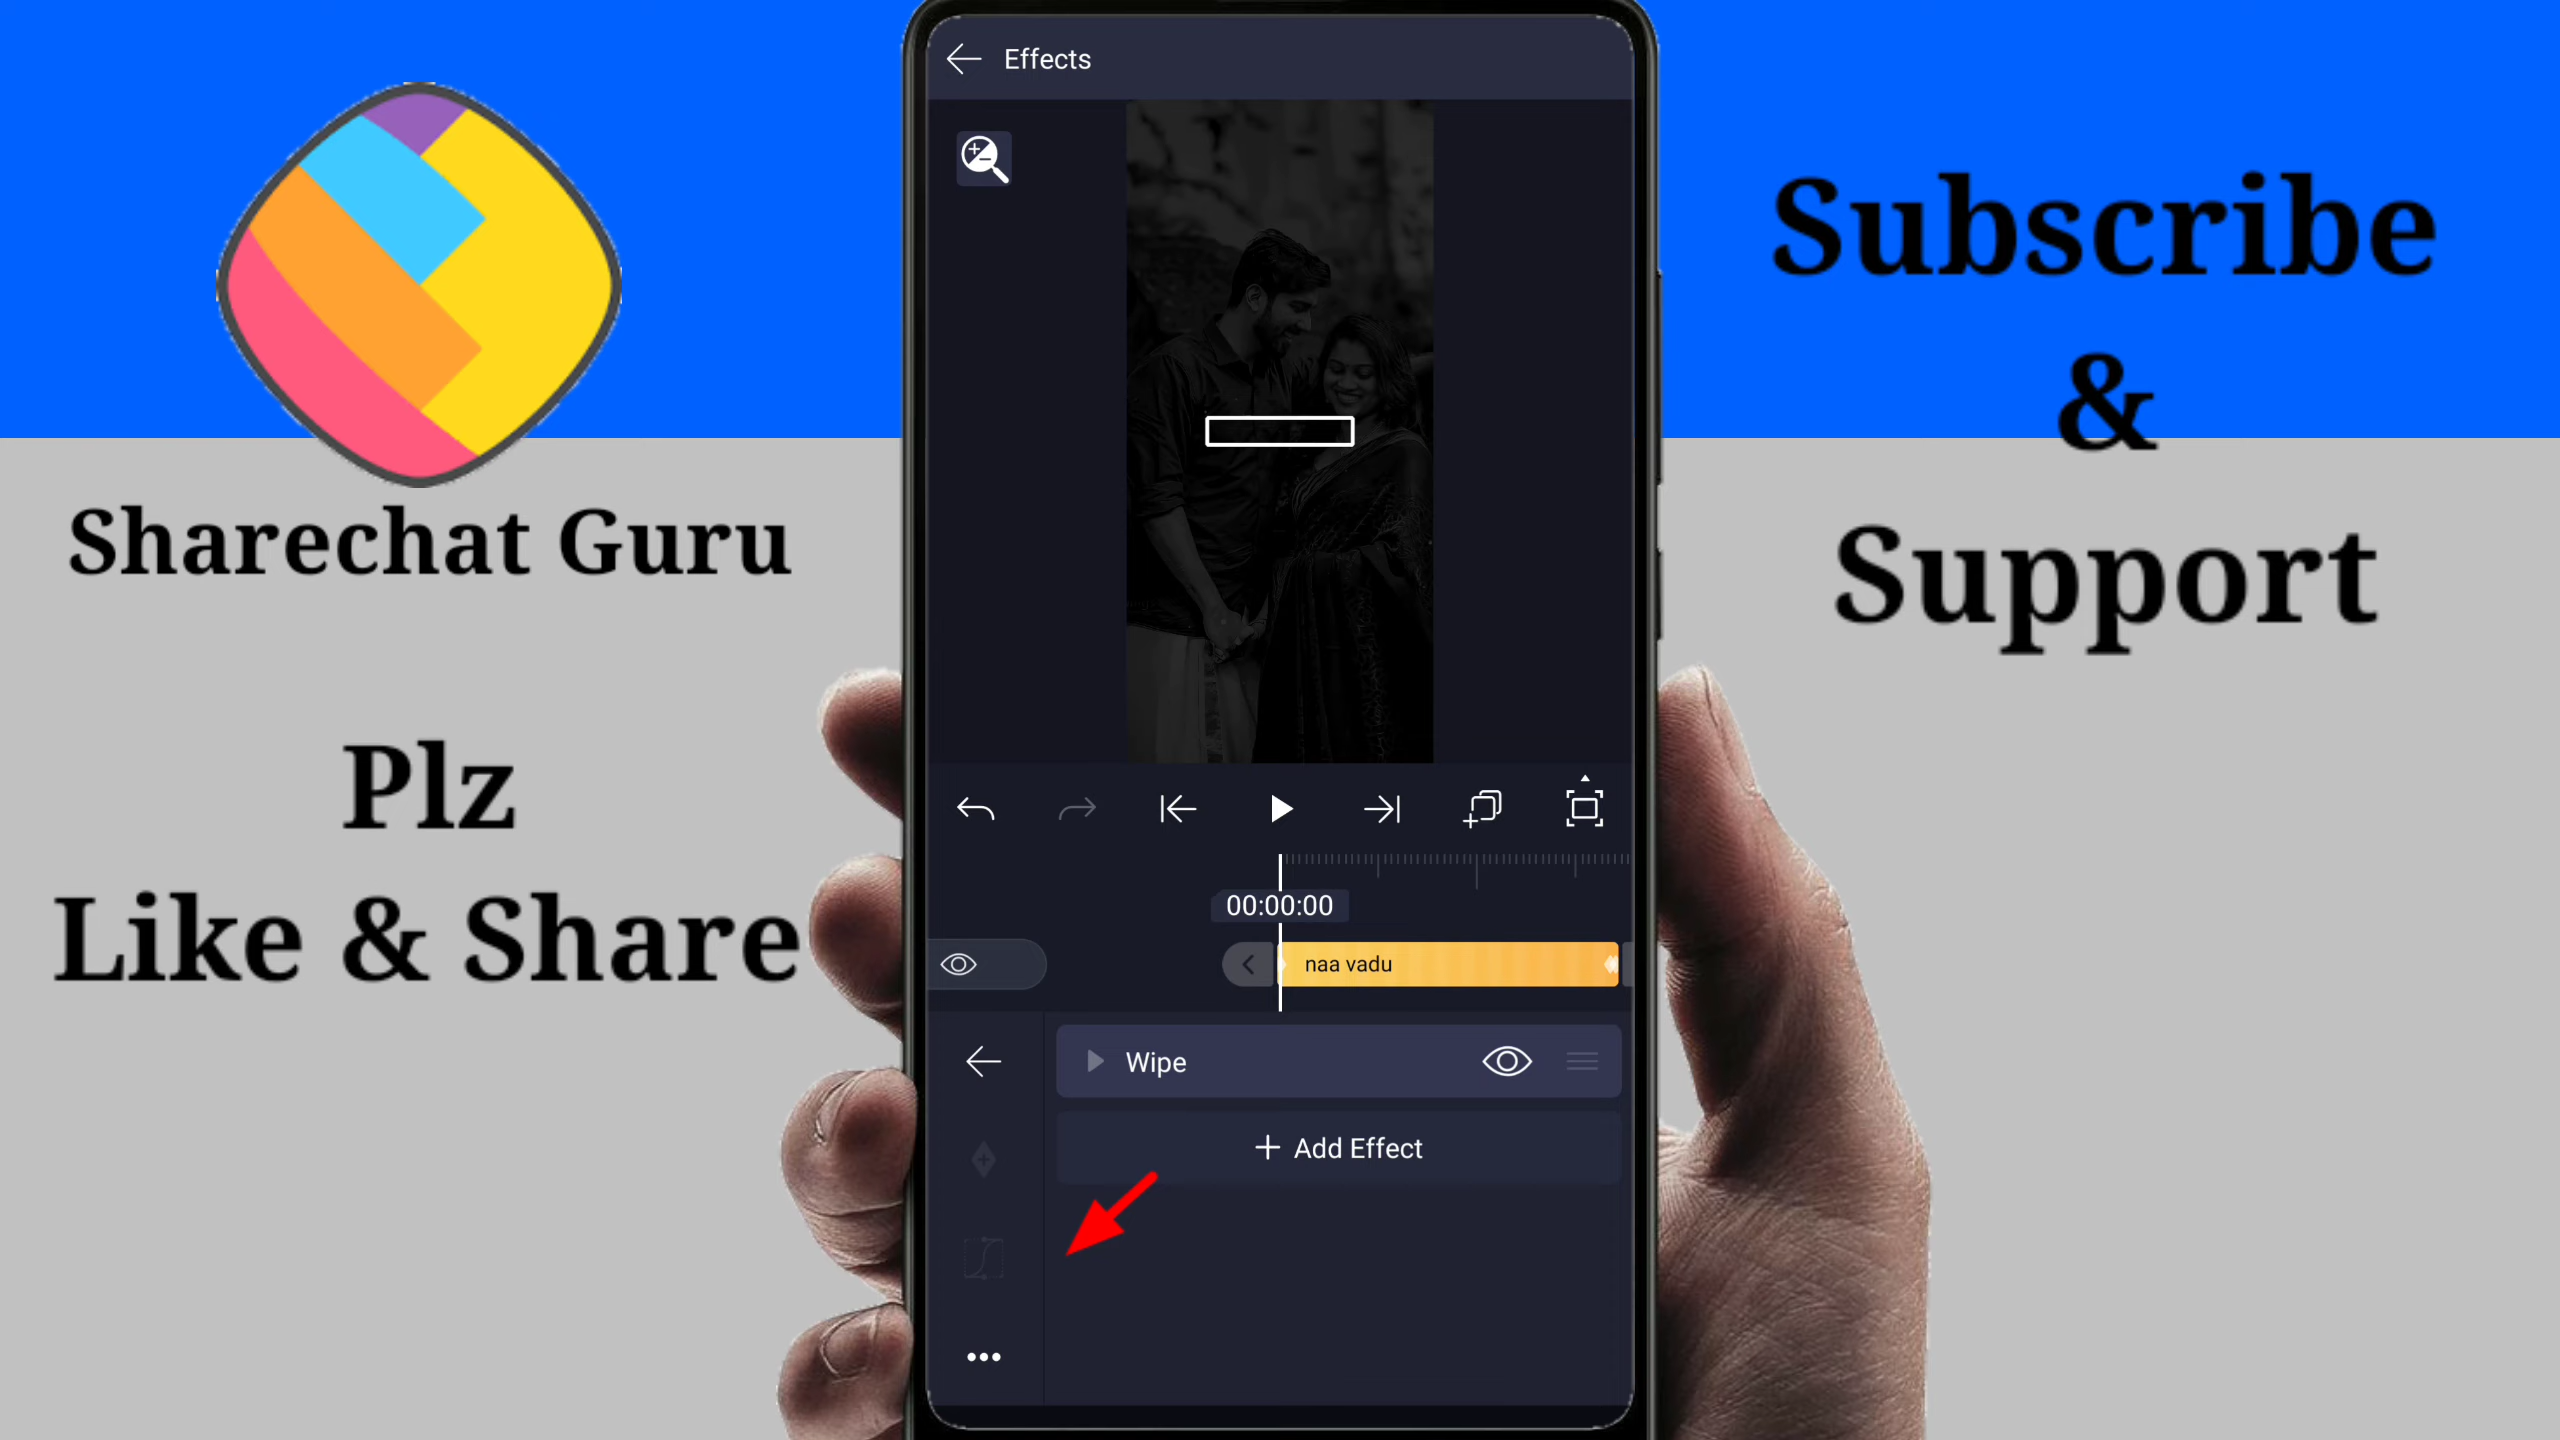 Effects
Subscribe
&
Support
Sharechat Guru
Plz
Like & Share
00:00:00
naa vadu
Wipe
+ Add Effect